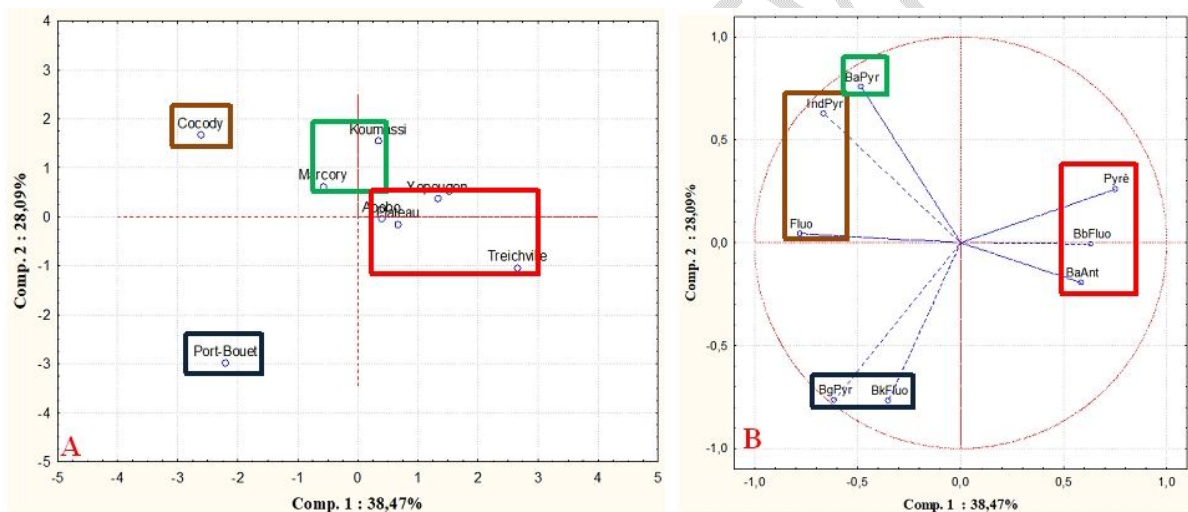 4
3
2
1
0
-1
-2
-3
-4
-5
Comp. 2 : 28,09%
Cocody
Koumassi
Marcory
Yopougon
Abobo
Plateau
Treichville
Port-Bouet
A
-5 -4 -3 -2 -1 0 1 2 3 4 5
Comp. 1 : 38,47%
1,0
0,5
0,0
-0,5
-1,0
Comp. 2 : 28,09%
BaPyr
IndPyr
Pyrè
Fluo
BbFluo
BaAnt
BgPyr BkFluo
B
-1,0 -0,5 0,0 0,5 1,0
Comp. 1 : 38,47%